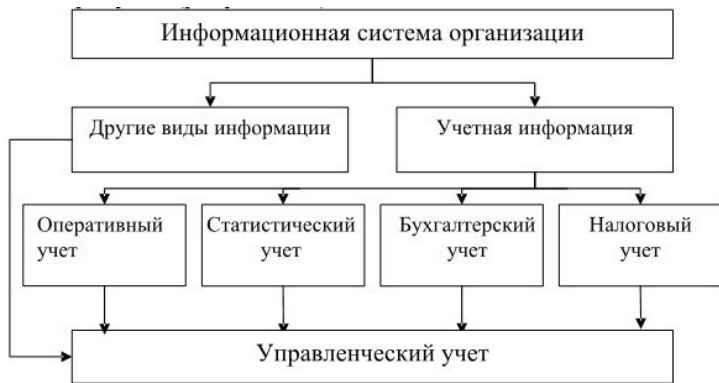 Информационная система организации
Другие виды информации
Учетная информация
Оперативный
учет
Статистический
учет
Бухгалтерский
учет
Налоговый
учет
Управленческий учет